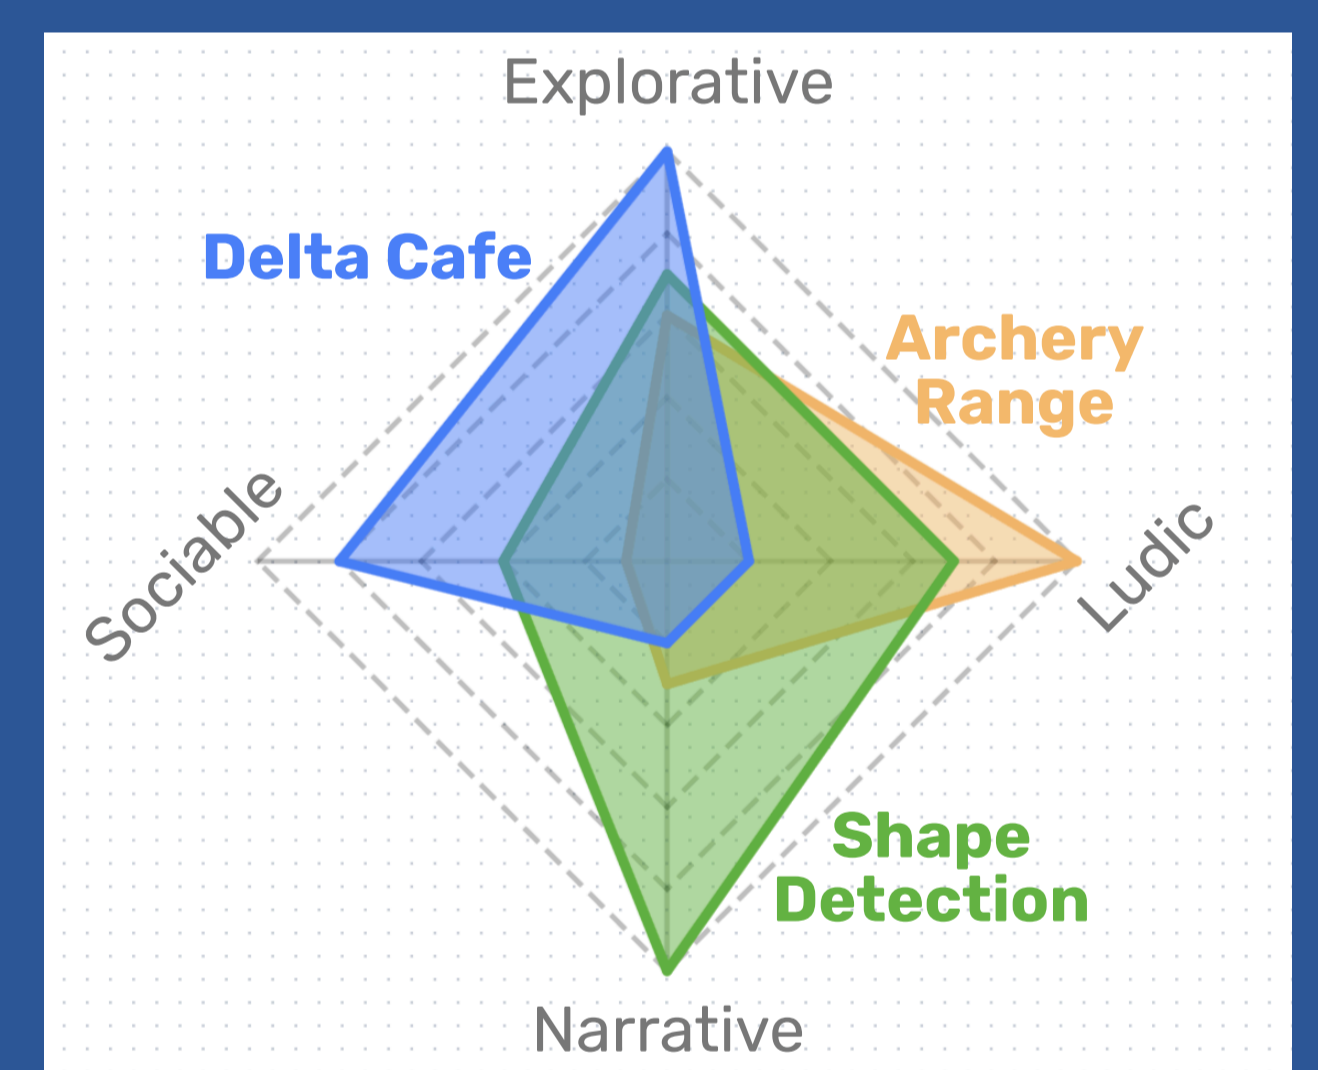 Explorative
Delta Cafe
Archery
Range
Sociable
Ludic
Shape
Detection
Narrative